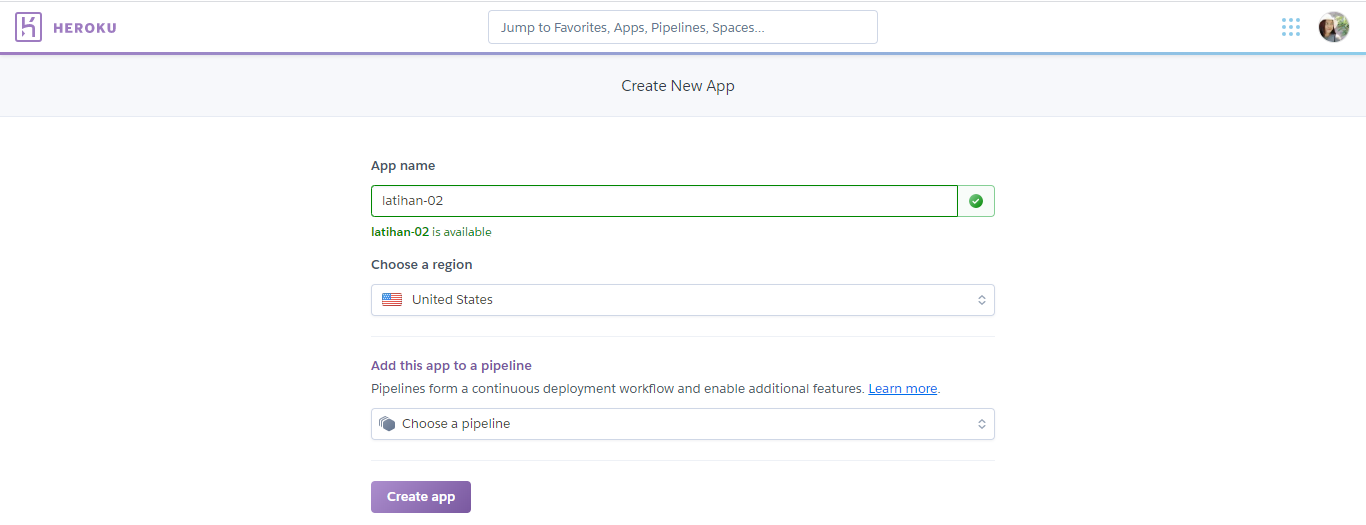 HEROKU
Jump to Favorites, Apps, Pipelines, Spaces...
Create New App
App name
latihan-02
latihan-02 is available
Choose a region
United States
Add this app to a pipeline
Pipelines form a continuous deployment workflow and enable additional features. Learn more.
Choose a pipeline
Create app